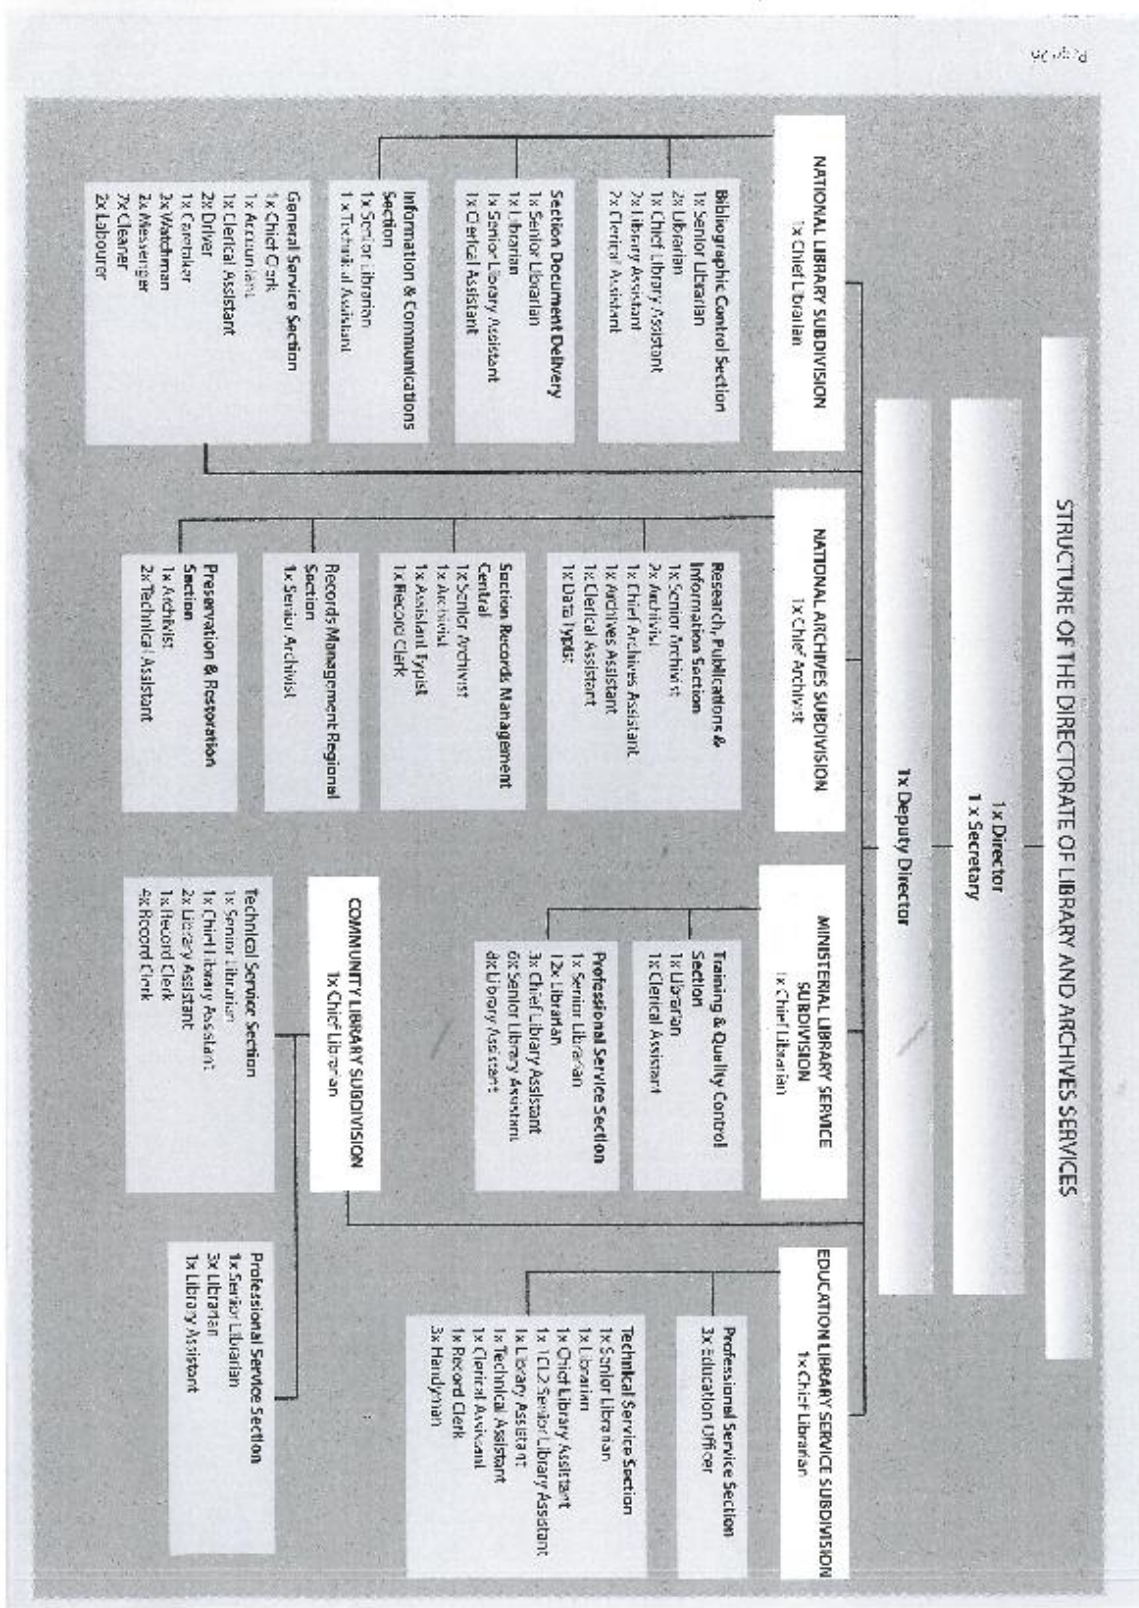 Page 26
STRUCTURE OF THE DIRECTORATE OF LIBRARY AND ARCHIVES SERVICES
1x Director
1 x Secretary
1x Deputy Director
NATIONAL LIBRARY SUBDIVISION
1x Chief Librarian
Bibliographic Control Section
1x Senior Librarian
2x Librarian
1x Chief Library Assistant
2x Library Assistant
2x Clerical Assistant
Section Document Delivery
1x Senior Librarian
1x Librarian
1x Senior Library Assistant
1x Clerical Assistant
Information & Communications
Section
1x Senior Librarian
1x Technical Assistant
General Service Section
1x Chief Clerk
1x Accountant
1x Clerical Assistant
2x Driver
1x Caretaker
3x Watchman
2x Messenger
7x Cleaner
2x Labourer
NATIONAL ARCHIVES SUBDIVISION
1x Chief Archivist
Research, Publications &
Information Section
1x Senior Archivist
2x Archivist
1x Chief Archives Assistant
1x Archives Assistant
1x Clerical Assistant
1x Data Typist
Section Records Management
Central
1x Senior Archivist
1x Archivist
1x Assistant Typist
1x Record Clerk
Records Management Regional
Section
1x Senior Archivist
Preservation & Restoration
Section
1x Archivist
2x Technical Assistant
MINISTERIAL LIBRARY SERVICE
SUBDIVISION
1x Chief Librarian
Training & Quality Control
Section
1x Librarian
1x Clerical Assistant
Professional Service Section
1x Senior Librarian
12x Librarian
3x Chief Library Assistant
6x Senior Library Assistant
8x Library Assistant
COMMUNITY LIBRARY SUBDIVISION
1x Chief Librarian
Technical Service Section
1x Senior Librarian
1x Chief Library Assistant
2x Library Assistant
1x Record Clerk
4x Record Clerk
Professional Service Section
1x Senior Librarian
3x Librarian
1x Library Assistant
EDUCATION LIBRARY SERVICE SUBDIVISION
1x Chief Librarian
Professional Service Section
3x Education Officer
Technical Service Section
1x Senior Librarian
1x Librarian
1x Chief Library Assistant
1x Senior Library Assistant
1x Library Assistant
1x Technical Assistant
1x Clerical Assistant
1x Record Clerk
3x Handyman